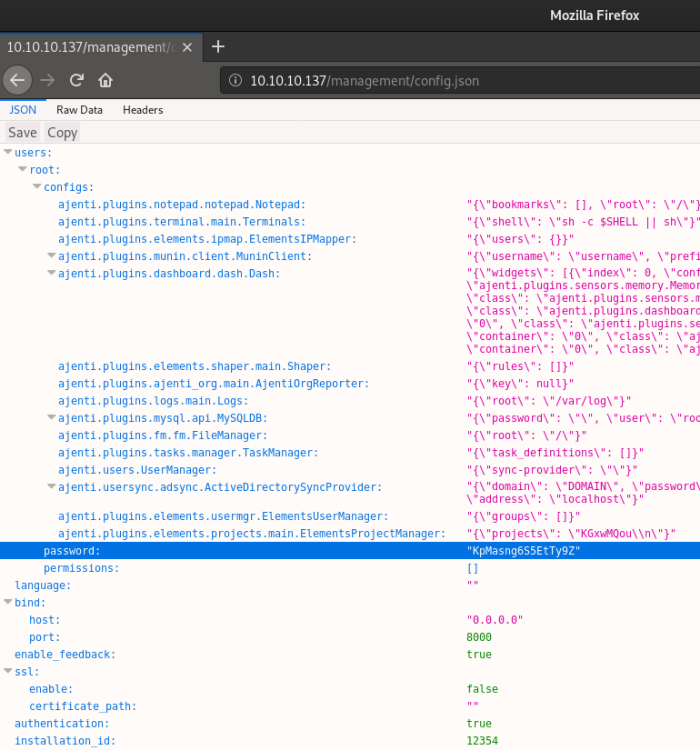 Mozilla Firefox
10.10.10.137/management/c
10.10.10.137/management/config.json
JSON Raw Data Headers
Save Copy
users:
root:
configs:
ajenti.plugins.notepad.notepad.Notepad: "{\"bookmarks\": [], \"root\": \"/\"}
ajenti.plugins.terminal.main.Terminals: "{\"shell\": \"sh -c $SHELL || sh\"}"
ajenti.plugins.elements.ipmap.ElementsIPMapper: "{\"users\": {}}"
ajenti.plugins.munin.client.MuninClient: "{\"username\": \"username\", \"prefi
ajenti.plugins.dashboard.dash.Dash: "{\"widgets\": [{\"index\": 0, \"conf
\"ajenti.plugins.sensors.memory.Memor
\"class\": \"ajenti.plugins.sensors.m
\"class\": \"ajenti.plugins.dashboard
\"0\", \"class\": \"ajenti.plugins.se
\"container\": \"0\", \"class\": \"aj
\"container\": \"0\", \"class\": \"aj
ajenti.plugins.elements.shaper.main.Shaper: "{\"rules\": []}"
ajenti.plugins.ajenti_org.main.AjentiOrgReporter: "{\"key\": null}"
ajenti.plugins.logs.main.Logs: "{\"root\": \"/var/log\"}"
ajenti.plugins.mysql.api.MySQLDB: "{\"password\": \"\", \"user\": \"roo
ajenti.plugins.fm.fm.FileManager: "{\"root\": \"/\"}"
ajenti.plugins.tasks.manager.TaskManager: "{\"task_definitions\": []}"
ajenti.users.UserManager: "{\"sync-provider\": \"\"}"
ajenti.usersync.adsync.ActiveDirectorySyncProvider: "{\"domain\": \"DOMAIN\", \"password\
\"address\": \"localhost\"}"
ajenti.plugins.elements.usermgr.ElementsUserManager: "{\"groups\": []}"
ajenti.plugins.elements.projects.main.ElementsProjectManager: "{\"projects\": \"KGxwMQou\\n\"}"
password: "KpMasng6S5EtTy9Z"
permissions: []
language: ""
bind:
host: "0.0.0.0"
port: 8000
enable_feedback: true
ssl:
enable: false
certificate_path: ""
authentication: true
installation_id: 12354